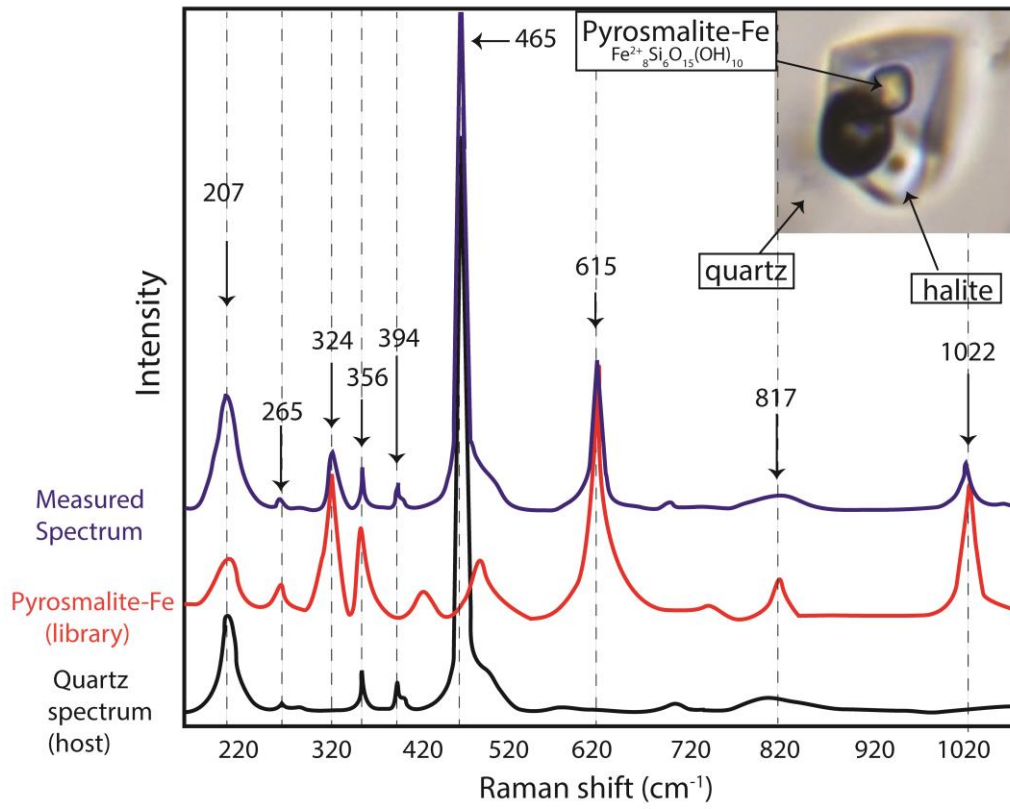 Pyrosmalite-Fe
Fe²⁺₈Si₆O₁₅(OH)₁₀
465
207
quartz
halite
615
324
394
356
265
817
1022
Intensity
Measured
Spectrum
Pyrosmalite-Fe
(library)
Quartz
spectrum
(host)
220 320 420 520 620 720 820 920 1020
Raman shift (cm⁻¹)